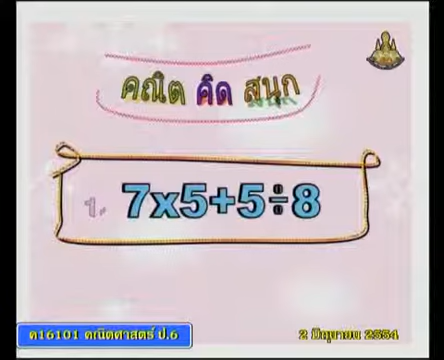 คณิต คิด สนุก
1. 7x5+5÷8
ค16101 คณิตศาสตร์ ป.6
2 มิถุนายน 2554